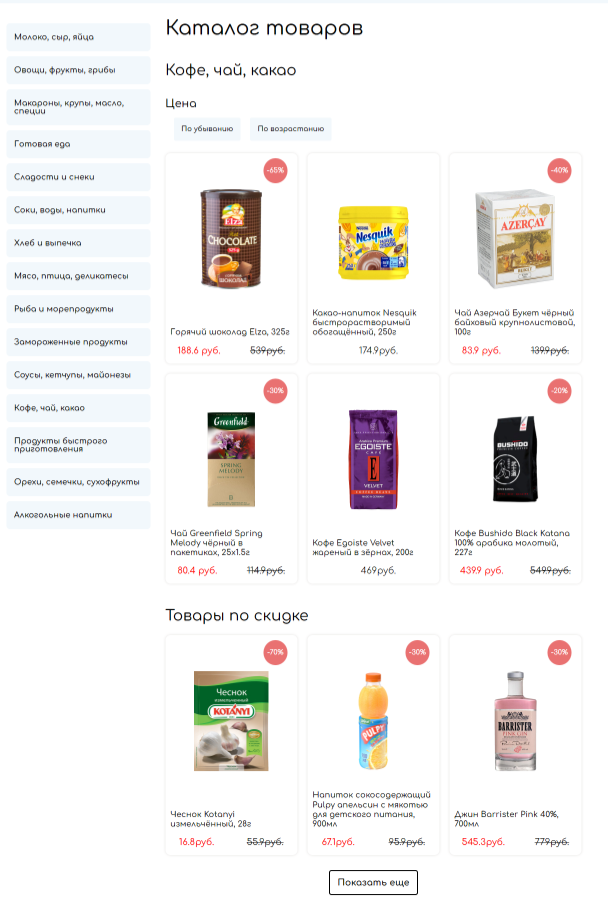 Молоко, сыр, яйца
Овощи, фрукты, грибы
Макароны, крупы, масло,
специи
Готовая еда
Сладости и снеки
Соки, воды, напитки
Хлеб и выпечка
Мясо, птица, деликатесы
Рыба и морепродукты
Замороженные продукты
Соусы, кетчупы, майонезы
Кофе, чай, какао
Продукты быстрого
приготовления
Орехи, семечки, сухофрукты
Алкогольные напитки
Каталог товаров
Кофе, чай, какао
Цена
По убыванию
По возрастанию
-65%
Elza
CHOCOLATE
325 g
Горячий шоколад Elza, 325г
188.6 руб.
539руб.
Nesquik
Какао-напиток Nesquik
быстрорастворимый
обогащённый, 250г
174.9руб.
-40%
AZERÇAY
BUKET
Чай Азерчай Букет чёрный
байховый крупнолистовой,
100г
83.9 руб.
139.9руб.
-30%
Greenfield
SPRING
MELODY
Чай Greenfield Spring
Melody чёрный в
пакетиках, 25х1.5г
80.4 руб.
114.9руб.
EGOISTE
CAFÉ
E
VELVET
COFFEE BEANS
Кофе Egoiste Velvet
жареный в зёрнах, 200г
469руб.
-20%
BUSHIDO
Кофе Bushido Black Katana
100% арабика молотый,
227г
439.9 руб.
549.9руб.
Товары по скидке
-70%
Чеснок
измельченный
KOTÁNYI
Чеснок Kotanyi
измельчённый, 28г
16.8руб.
55.9руб.
-30%
PULPY
Напиток сокосодержащий
Pulpy апельсин с мякотью
для детского питания,
900мл
67.1руб.
95.9руб.
-30%
BARRISTER
PINK GIN
Джин Barrister Pink 40%,
700мл
545.3руб.
779руб.
Показать еще